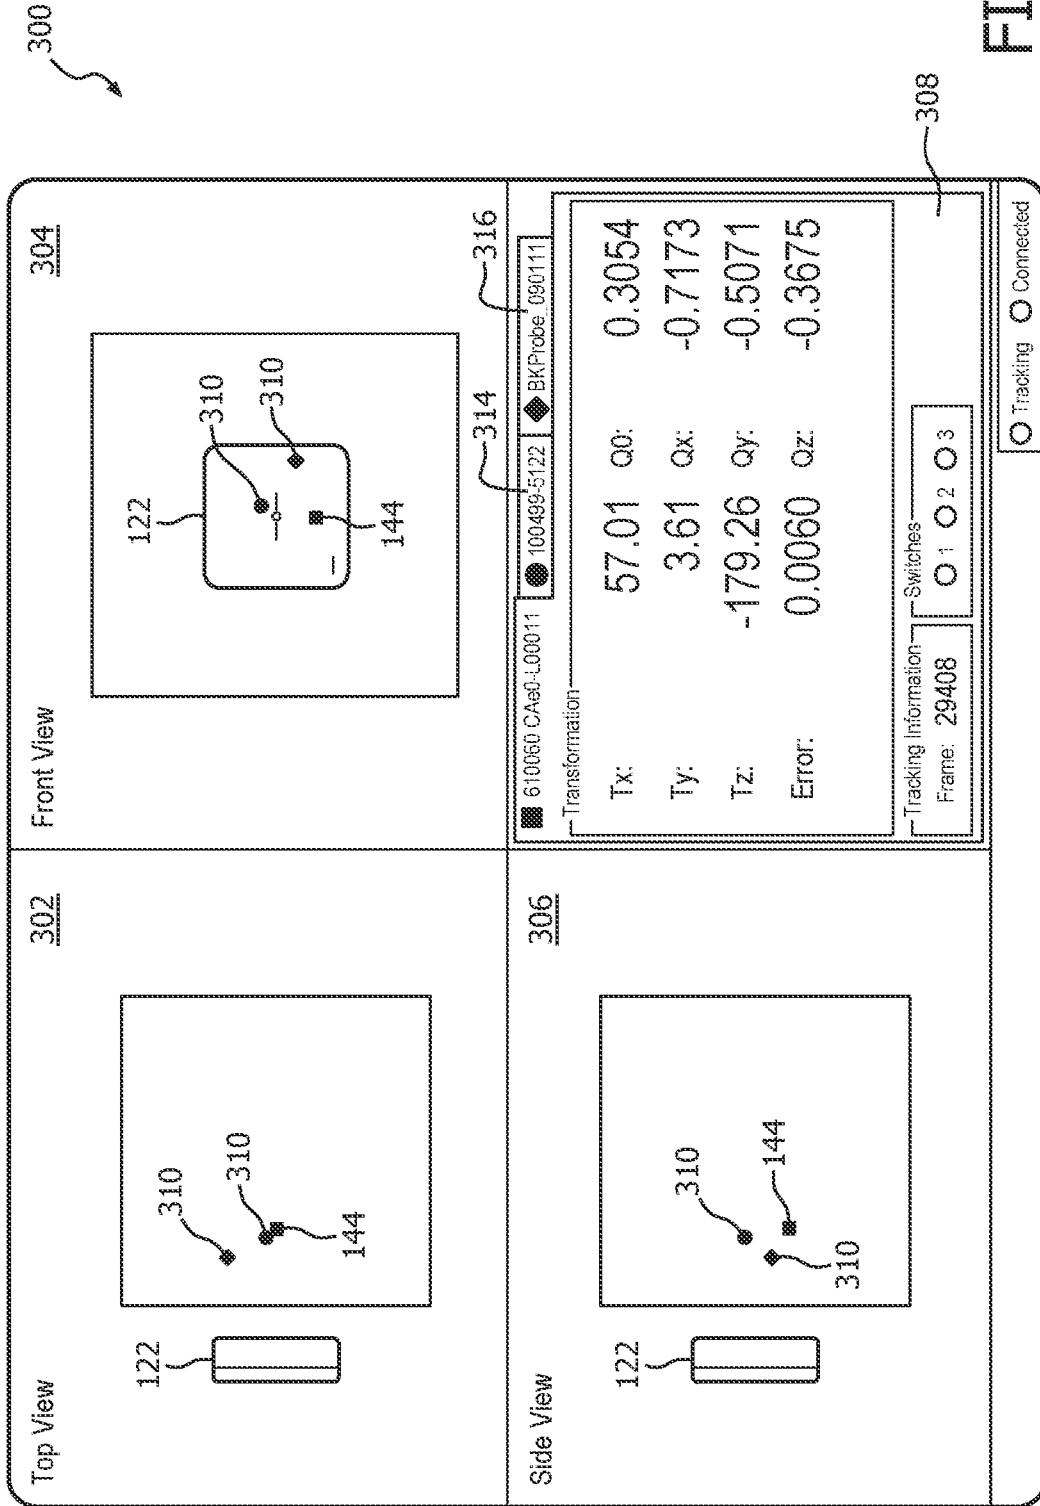 300
Top View
302
122
310
310
144
Front View
304
122
310
310
144
Side View
306
122
310
144
310
314
316
610060 CAe0-L00011
100499-5122
BKProbe_090111
Transformation
Tx: 57.01 Q0: 0.3054
Ty: 3.61 Qx: -0.7173
Tz: -179.26 Qy: -0.5071
Error: 0.0060 Qz: -0.3675
Tracking Information
Frame: 29408
Switches
1 2 3
308
Tracking Connected
FI